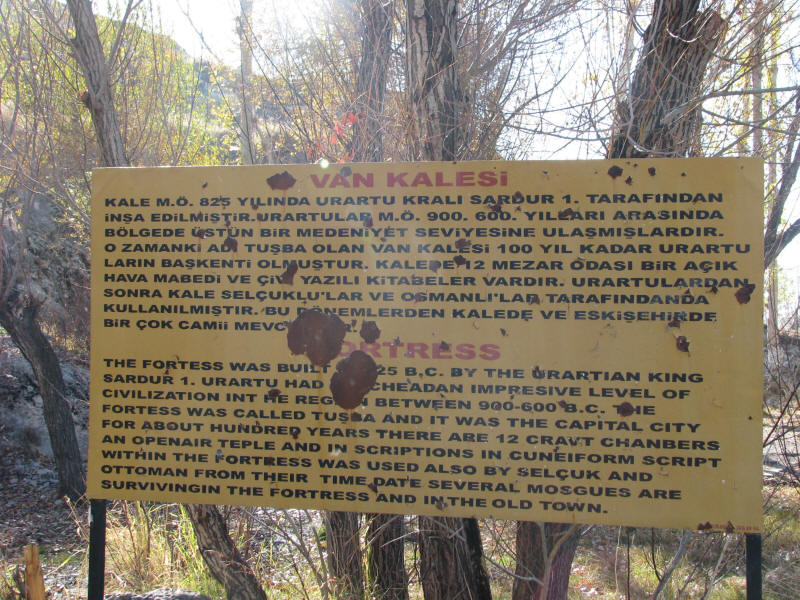 VAN KALESİ
KALE M.Ö. 825 YILINDA URARTU KRALI SARDUR 1. TARAFINDAN
İNŞA EDİLMİŞTİR.URARTULAR M.Ö. 900. 600. YILLARI ARASINDA
BÖLGEDE ÜSTÜN BİR MEDENİYET SEVİYESİNE ULAŞMIŞLARDIR.
O ZAMANKİ ADI TUŞBA OLAN VAN KALESİ 100 YIL KADAR URARTU
LARIN BAŞKENTİ OLMUŞTUR. KALEDE 12 MEZAR ODASI BİR AÇIK
HAVA MABEDİ VE ÇİVİ YAZILI KİTABELER VARDIR. URARTULARDAN
SONRA KALE SELÇUKLU'LAR VE OSMANLI'LAR TARAFINDANDA
KULLANILMIŞTIR. BU DÖNEMLERDEN KALEDE VE ESKİŞEHİRDE
BİR ÇOK CAMİİ
FORTRESS
THE FORTRESS WAS BUILT 25 B,C. BY THE URARTIAN KING
SARDUR 1. URARTU HAD CHEADAN IMPRESIVE LEVEL OF
CIVILIZATION INT HE REGION BETWEEN 900-600 B.C. THE
FORTESS WAS CALLED TUSBA AND IT WAS THE CAPITAL CITY
FOR ABOUT HUNDRED YEARS THERE ARE 12 CRAVT CHANBERS
AN OPENAIR TEPLE AND IN SCRIPTIONS IN CUNEIFORM SCRIPT
WITHIN THE FORTRESS WAS USED ALSO BY SELÇUK AND
OTTOMAN FROM THEIR TIME DATE SEVERAL MOSGUES ARE
SURVIVINGIN THE FORTRESS AND IN THE OLD TOWN.